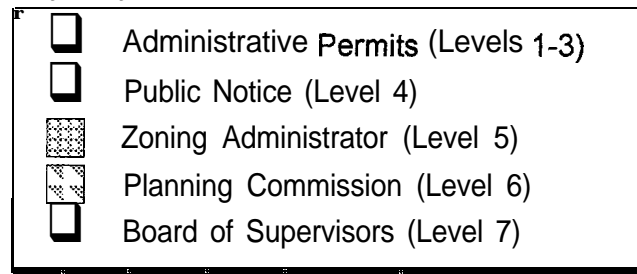 Administrative Permits (Levels 1-3)
Public Notice (Level 4)
Zoning Administrator (Level 5)
Planning Commission (Level 6)
Board of Supervisors (Level 7)